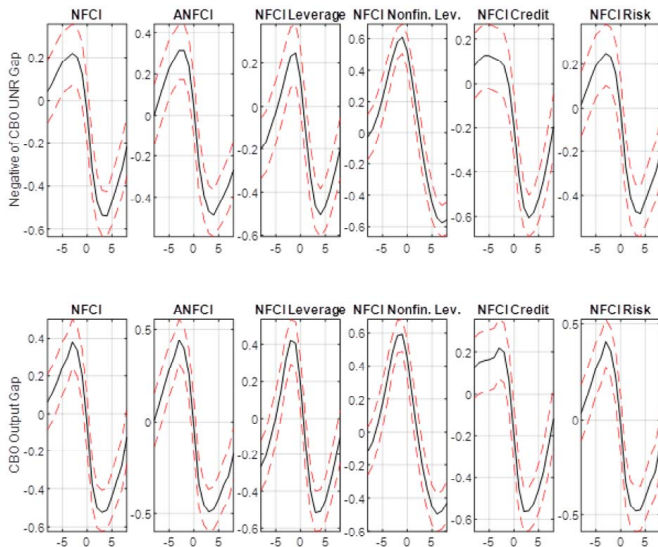 NFCI
ANFCI
NFCI Leverage
NFCI Nonfin. Lev.
NFCI Credit
NFCI Risk
Negative of CBO UNR Gap
0.2
0
-0.2
-0.4
-0.6
-5 0 5
0.4
0.2
0
-0.2
-0.4
-5 0 5
0.2
0
-0.2
-0.4
-0.6
-5 0 5
0.6
0.4
0.2
0
-0.2
-0.4
-0.6
-5 0 5
0.2
0
-0.2
-0.4
-0.6
-5 0 5
0.2
0
-0.2
-0.4
-5 0 5
NFCI
ANFCI
NFCI Leverage
NFCI Nonfin. Lev.
NFCI Credit
NFCI Risk
CBO Output Gap
0.4
0.2
0
-0.2
-0.4
-0.6
-5 0 5
0.5
0
-0.5
-5 0 5
0.4
0.2
0
-0.2
-0.4
-0.6
-5 0 5
0.6
0.4
0.2
0
-0.2
-0.4
-0.6
-5 0 5
0.2
0
-0.2
-0.4
-0.6
-5 0 5
0.5
0
-0.5
-5 0 5